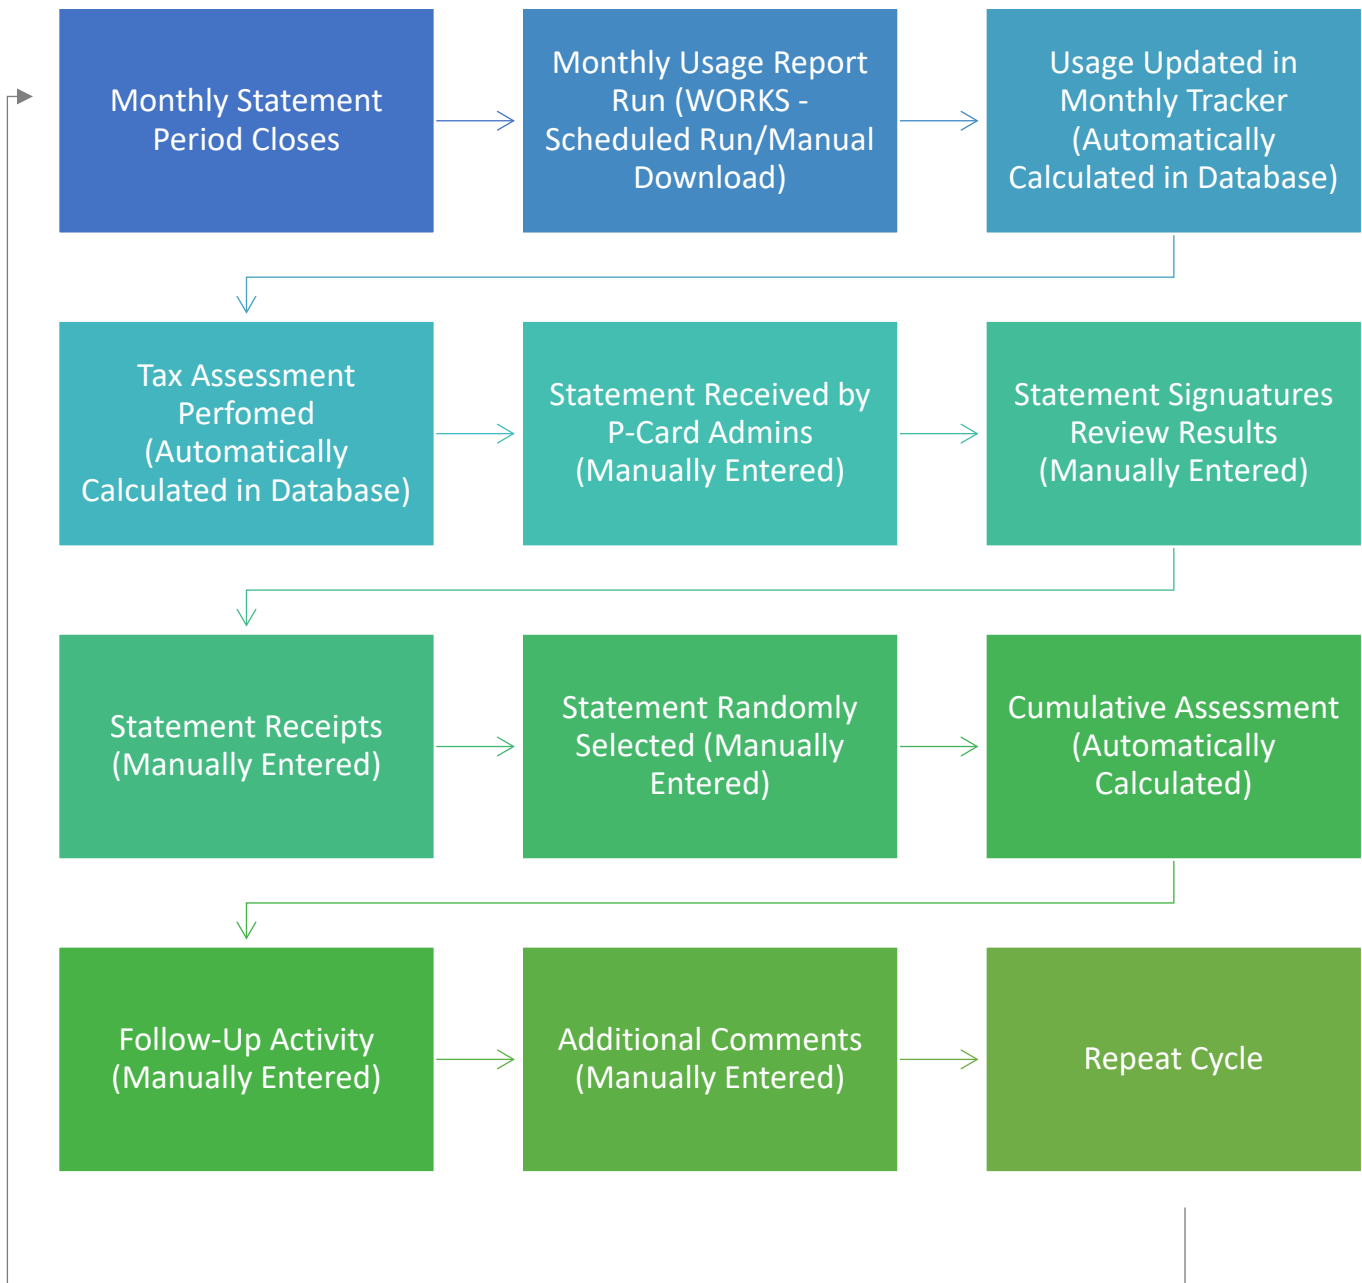 Monthly Statement
Period Closes
Monthly Usage Report
Run (WORKS -
Scheduled Run/Manual
Download)
Usage Updated in
Monthly Tracker
(Automatically
Calculated in Database)
Tax Assessment
Perfomed
(Automatically
Calculated in Database)
Statement Received by
P-Card Admins
(Manually Entered)
Statement Signuatures
Review Results
(Manually Entered)
Statement Receipts
(Manually Entered)
Statement Randomly
Selected (Manually
Entered)
Cumulative Assessment
(Automatically
Calculated)
Follow-Up Activity
(Manually Entered)
Additional Comments
(Manually Entered)
Repeat Cycle